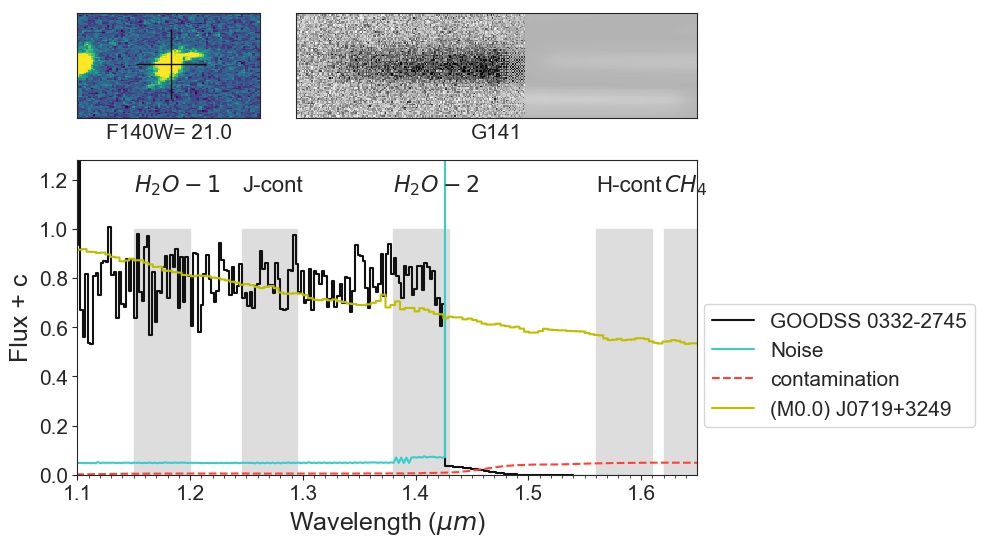 F140W= 21.0
G141
H₂O − 1
J-cont
H₂O − 2
H-cont
CH₄
1.2
1.0
0.8
0.6
0.4
0.2
0.0
Flux + c
1.1
1.2
1.3
1.4
1.5
1.6
Wavelength (μm)
GOODSS 0332-2745
Noise
contamination
(M0.0) J0719+3249